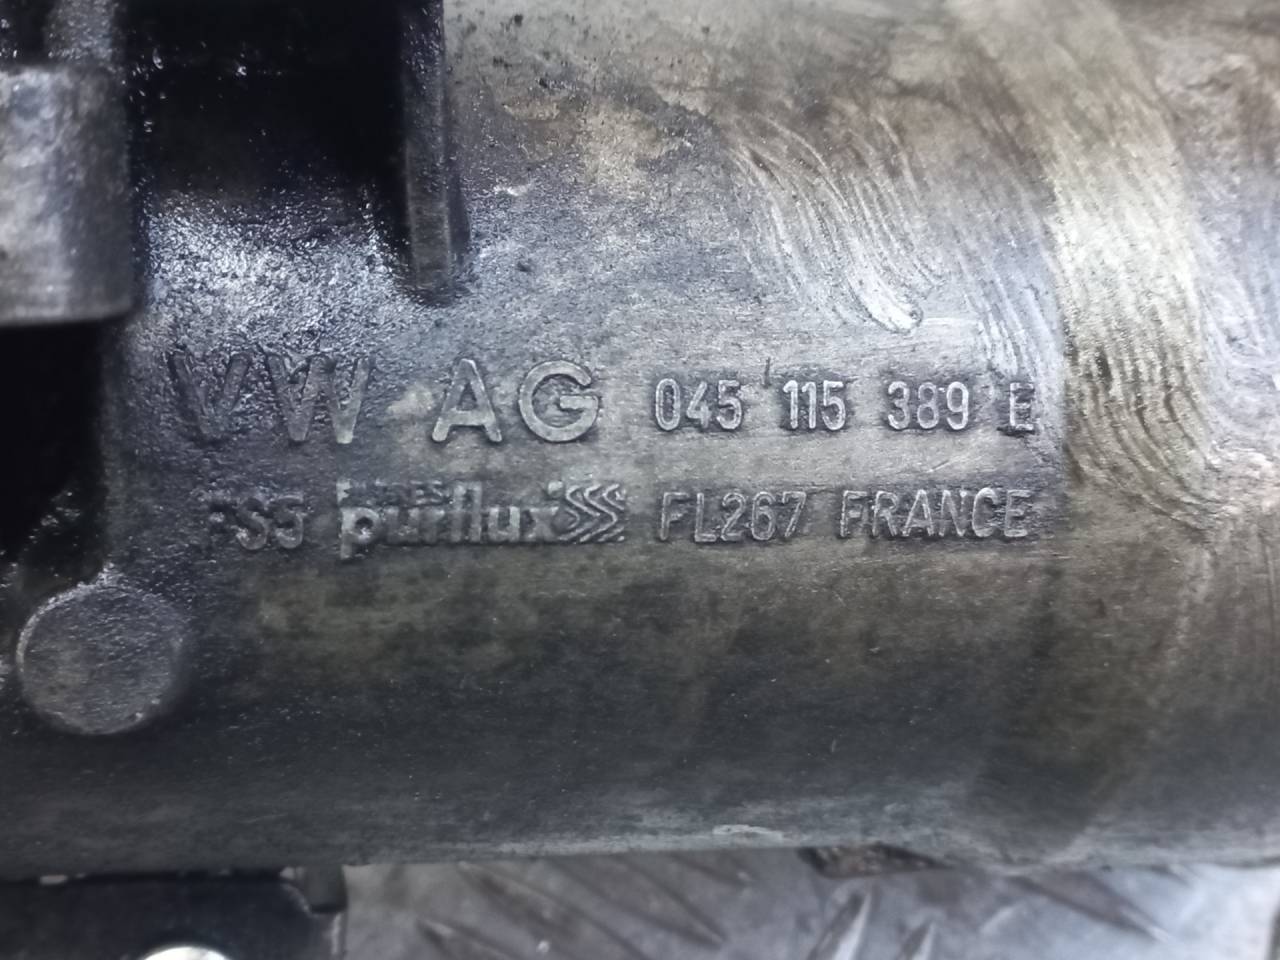 VW AG 045 115 389 E
FS5 purflux FL267 FRANCE